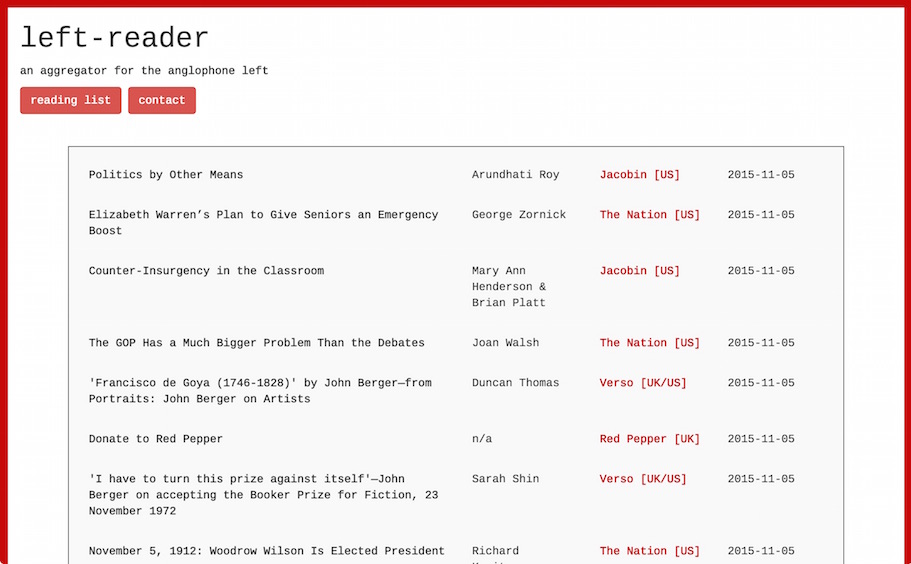 left-reader
an aggregator for the anglophone left
reading list contact
Politics by Other Means Arundhati Roy Jacobin [US] 2015-11-05
Elizabeth Warren’s Plan to Give Seniors an Emergency George Zornick The Nation [US] 2015-11-05
Boost
Counter-Insurgency in the Classroom Mary Ann Jacobin [US] 2015-11-05
Henderson &
Brian Platt
The GOP Has a Much Bigger Problem Than the Debates Joan Walsh The Nation [US] 2015-11-05
'Francisco de Goya (1746-1828)' by John Berger—from Duncan Thomas Verso [UK/US] 2015-11-05
Portraits: John Berger on Artists
Donate to Red Pepper n/a Red Pepper [UK] 2015-11-05
'I have to turn this prize against itself'—John Sarah Shin Verso [UK/US] 2015-11-05
Berger on accepting the Booker Prize for Fiction, 23
November 1972
November 5, 1912: Woodrow Wilson Is Elected President Richard The Nation [US] 2015-11-05